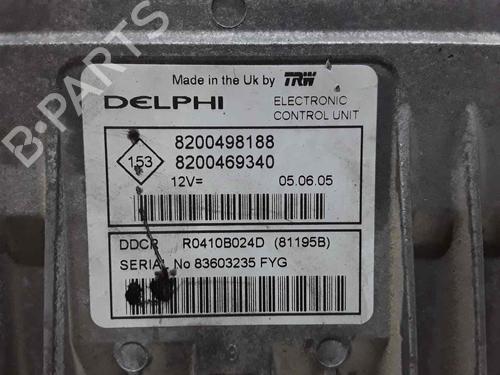 Made in the Uk by TRW
DELPHI ELECTRONIC
CONTROL UNIT
8200498188
153 8200469340
12V= 05.06.05
DDCR R0410B024D (81195B)
SERIAL No 83603235 FYG
B-PARTS